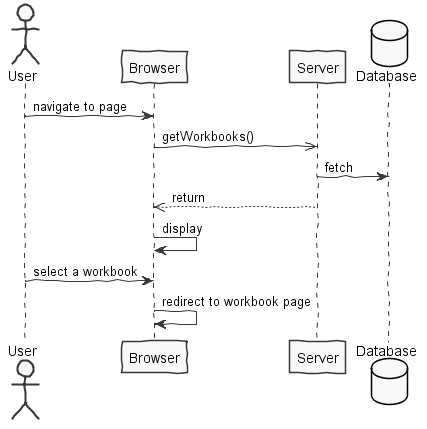 User
Browser
Server
Database
navigate to page
getWorkbooks()
fetch
return
display
select a workbook
redirect to workbook page
User
Browser
Server
Database